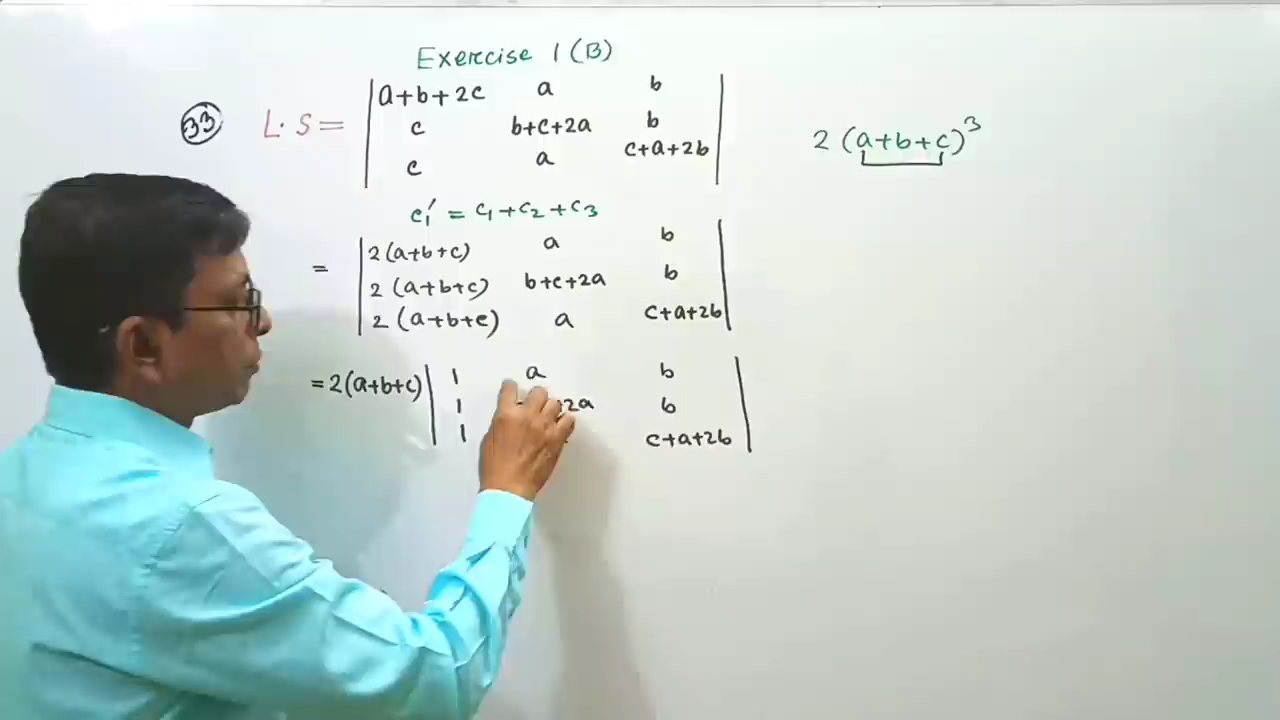 Exercise 1(B)
33 L.S = | a+b+2c a b |
| c b+c+2a b |
| c a c+a+2b |
2(a+b+c)³
c₁′ = c₁+c₂+c₃
= | 2(a+b+c) a b |
| 2(a+b+c) b+c+2a b |
| 2(a+b+c) a c+a+2b |
= 2(a+b+c) | 1 a b |
| 1 +2a b |
| 1 c+a+2b |